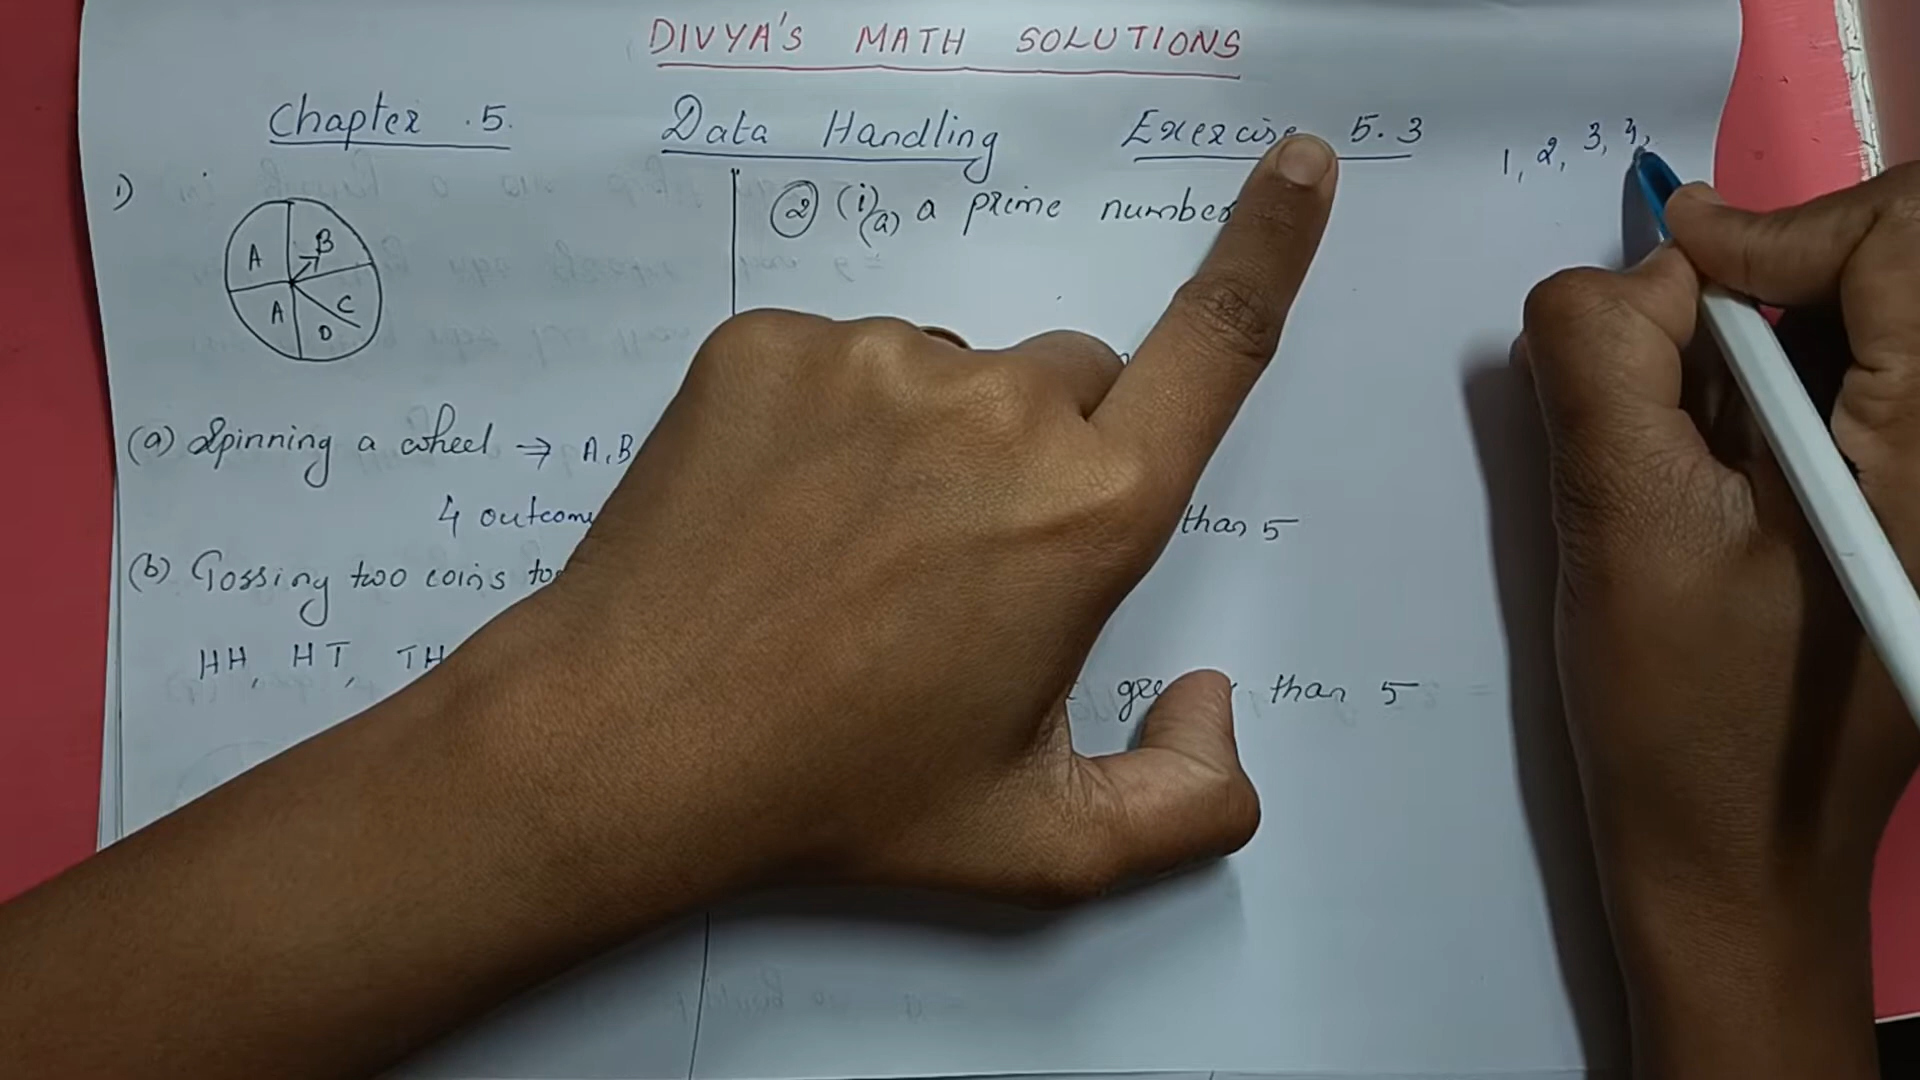 DIVYA'S MATH SOLUTIONS
Chapter .5. Data Handling Exercise 5.3
1, 2, 3, 4,
1)
A B
A C
D
(a) Spinning a wheel ⇒ A, B
4 outcome
(b) Tossing two coins to
HH, HT, TH
② (i) (a) a prime number
than 5
than 5